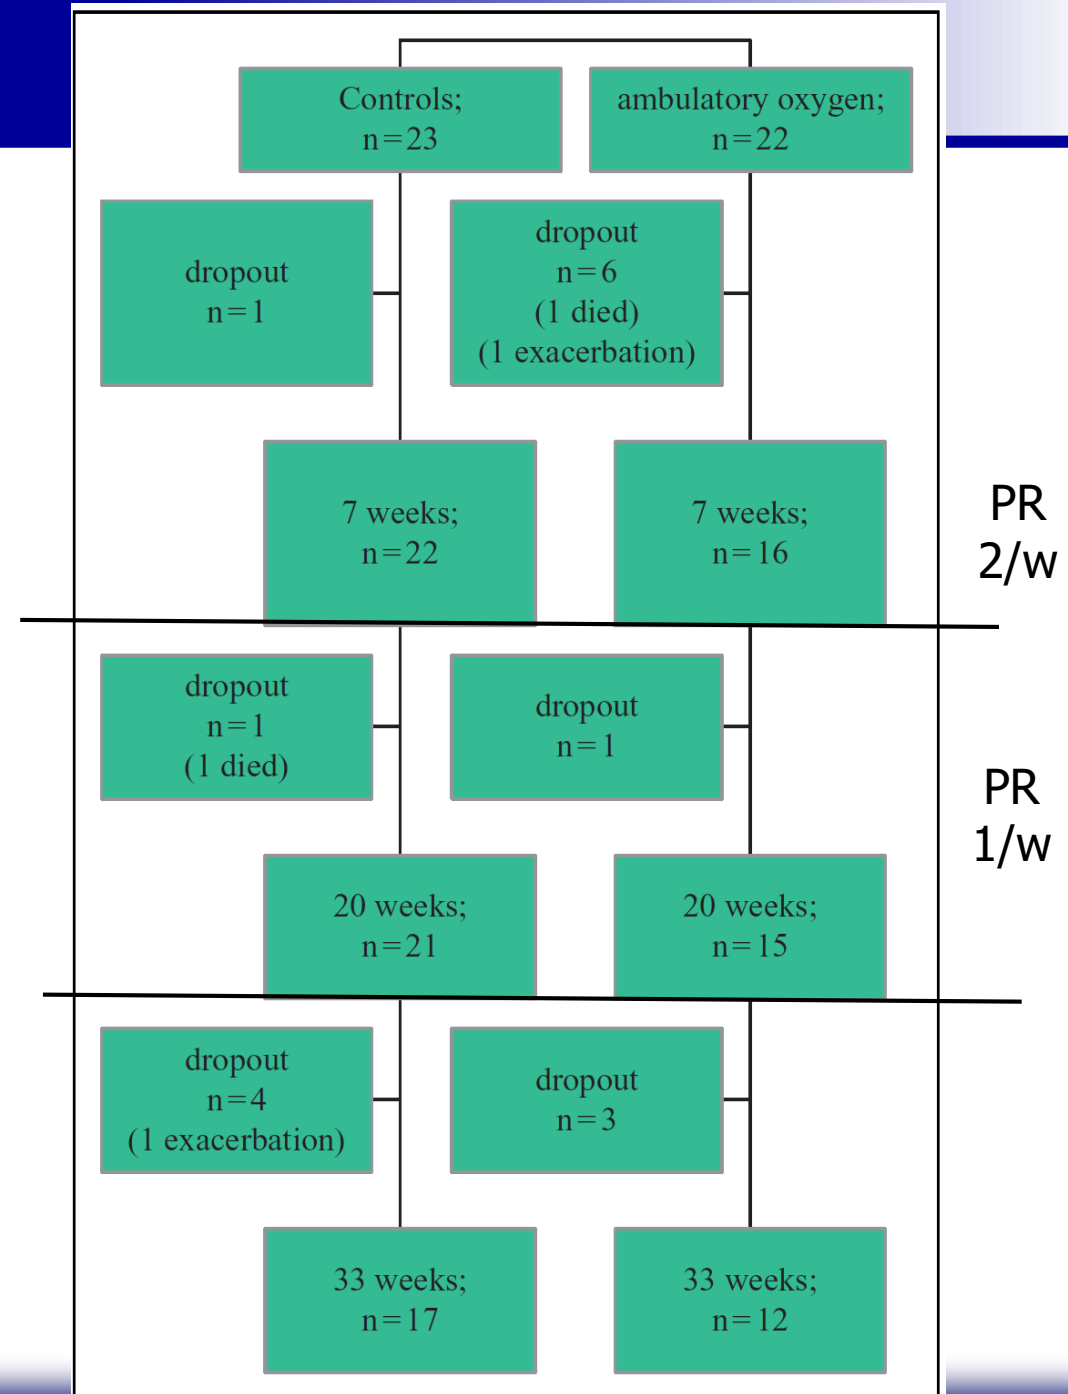 Controls;
n=23
ambulatory oxygen;
n=22
dropout
n=1
dropout
n=6
(1 died)
(1 exacerbation)
7 weeks;
n=22
7 weeks;
n=16
PR
2/w
dropout
n=1
(1 died)
dropout
n=1
PR
1/w
20 weeks;
n=21
20 weeks;
n=15
dropout
n=4
(1 exacerbation)
dropout
n=3
33 weeks;
n=17
33 weeks;
n=12